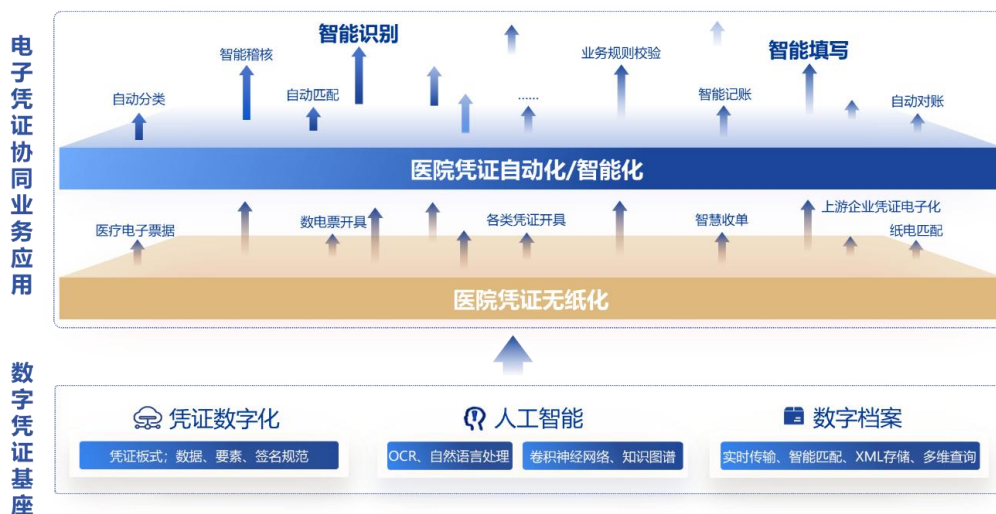 电子凭证协同业务应用
智能识别
智能填写
智能稽核
业务规则校验
自动分类
自动匹配
......
智能记账
自动对账
医院凭证自动化/智能化
医疗电子票据
数电票开具
各类凭证开具
智慧收单
上游企业凭证电子化
纸电匹配
医院凭证无纸化
数字凭证基座
凭证数字化
人工智能
数字档案
凭证板式；数据、要素、签名规范
OCR、自然语言处理
卷积神经网络、知识图谱
实时传输、智能匹配、XML存储、多维查询